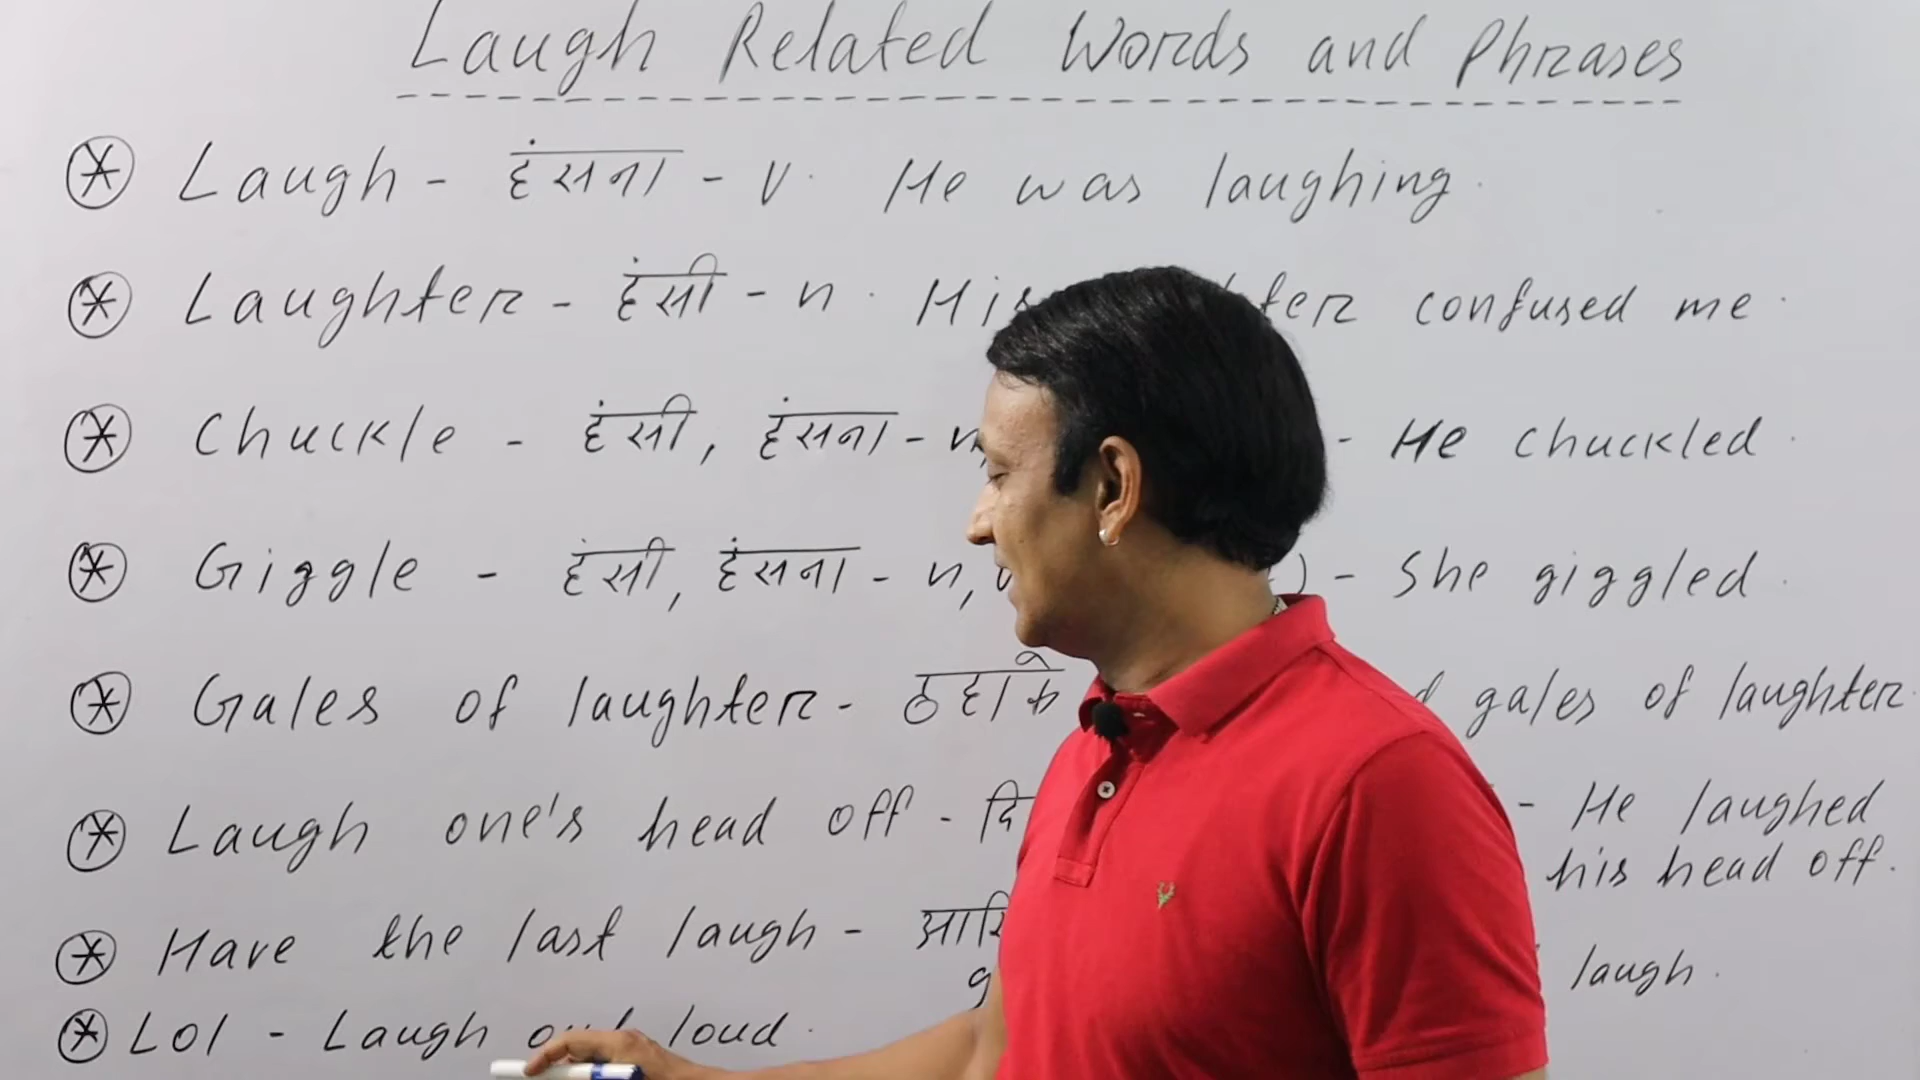 Laugh Related Words and Phrases
Laugh - हंसना - v. He was laughing.
Laughter - हंसी - n. His confused me.
Chuckle - हंसी, हंसना - n, - He chuckled.
Giggle - हंसी, हंसना - n, - She giggled.
Gales of laughter - ठहाके gales of laughter.
Laugh one's head off - - He laughed
his head off.
Have the last laugh - laugh.
Lol - Laugh out loud.